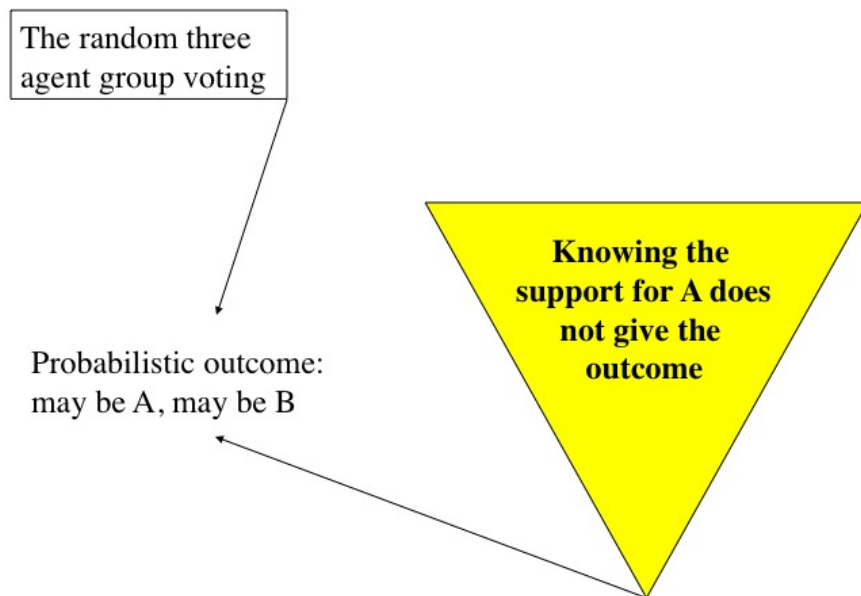 The random three
agent group voting
Knowing the
support for A does
not give the
outcome
Probabilistic outcome:
may be A, may be B